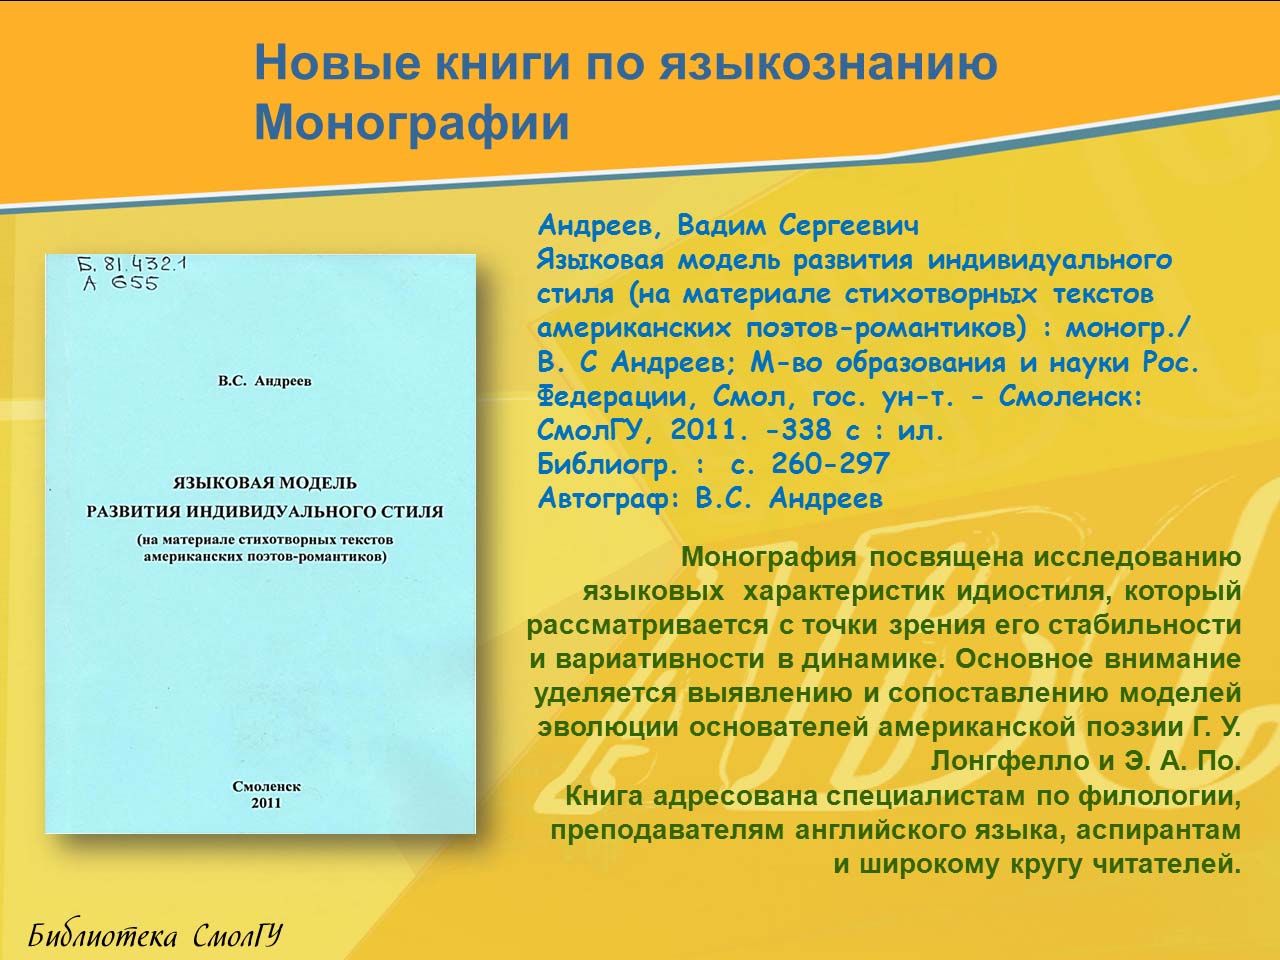 Новые книги по языкознанию
Монографии
Б. 81.432.1
А 655
В.С. Андреев
ЯЗЫКОВАЯ МОДЕЛЬ
РАЗВИТИЯ ИНДИВИДУАЛЬНОГО СТИЛЯ
(на материале стихотворных текстов
американских поэтов-романтиков)
Смоленск
2011
Андреев, Вадим Сергеевич
Языковая модель развития индивидуального
стиля (на материале стихотворных текстов
американских поэтов-романтиков) : моногр./
В. С Андреев; М-во образования и науки Рос.
Федерации, Смол, гос. ун-т. - Смоленск:
СмолГУ, 2011. -338 с : ил.
Библиогр. : с. 260-297
Автограф: В.С. Андреев
Монография посвящена исследованию
языковых характеристик идиостиля, который
рассматривается с точки зрения его стабильности
и вариативности в динамике. Основное внимание
уделяется выявлению и сопоставлению моделей
эволюции основателей американской поэзии Г. У.
Лонгфелло и Э. А. По.
Книга адресована специалистам по филологии,
преподавателям английского языка, аспирантам
и широкому кругу читателей.
Библиотека СмолГУ